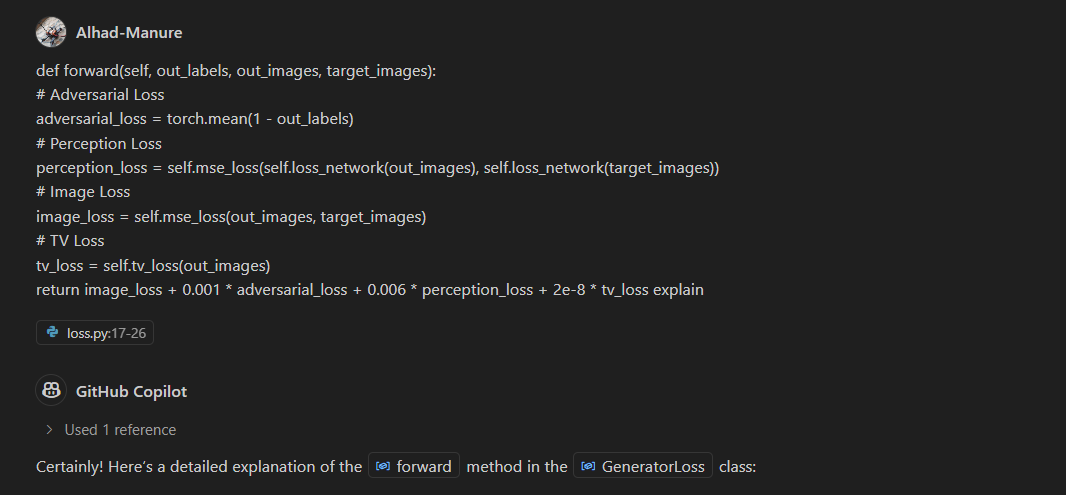 Alhad-Manure
def forward(self, out_labels, out_images, target_images):
# Adversarial Loss
adversarial_loss = torch.mean(1 - out_labels)
# Perception Loss
perception_loss = self.mse_loss(self.loss_network(out_images), self.loss_network(target_images))
# Image Loss
image_loss = self.mse_loss(out_images, target_images)
# TV Loss
tv_loss = self.tv_loss(out_images)
return image_loss + 0.001 * adversarial_loss + 0.006 * perception_loss + 2e-8 * tv_loss explain
loss.py:17-26
GitHub Copilot
Used 1 reference
Certainly! Here's a detailed explanation of the forward method in the GeneratorLoss class: